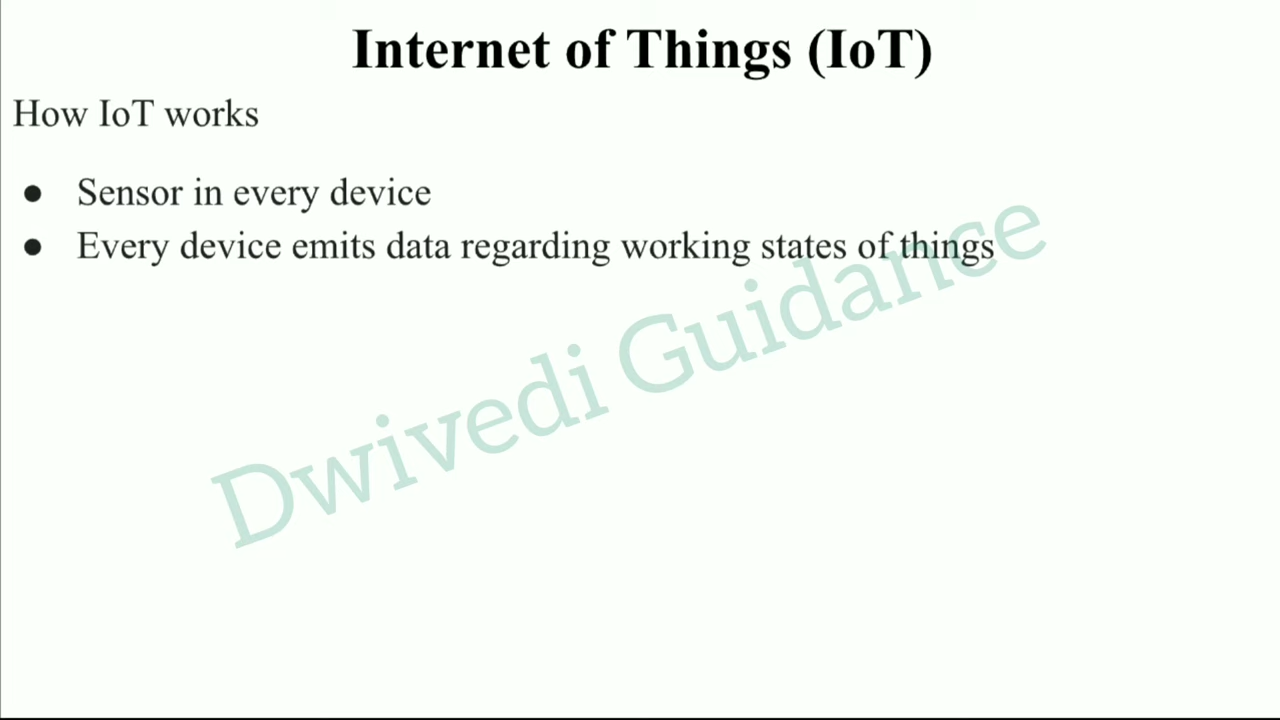 Internet of Things (IoT)
How IoT works
● Sensor in every device
● Every device emits data regarding working states of things
Dwivedi Guidance